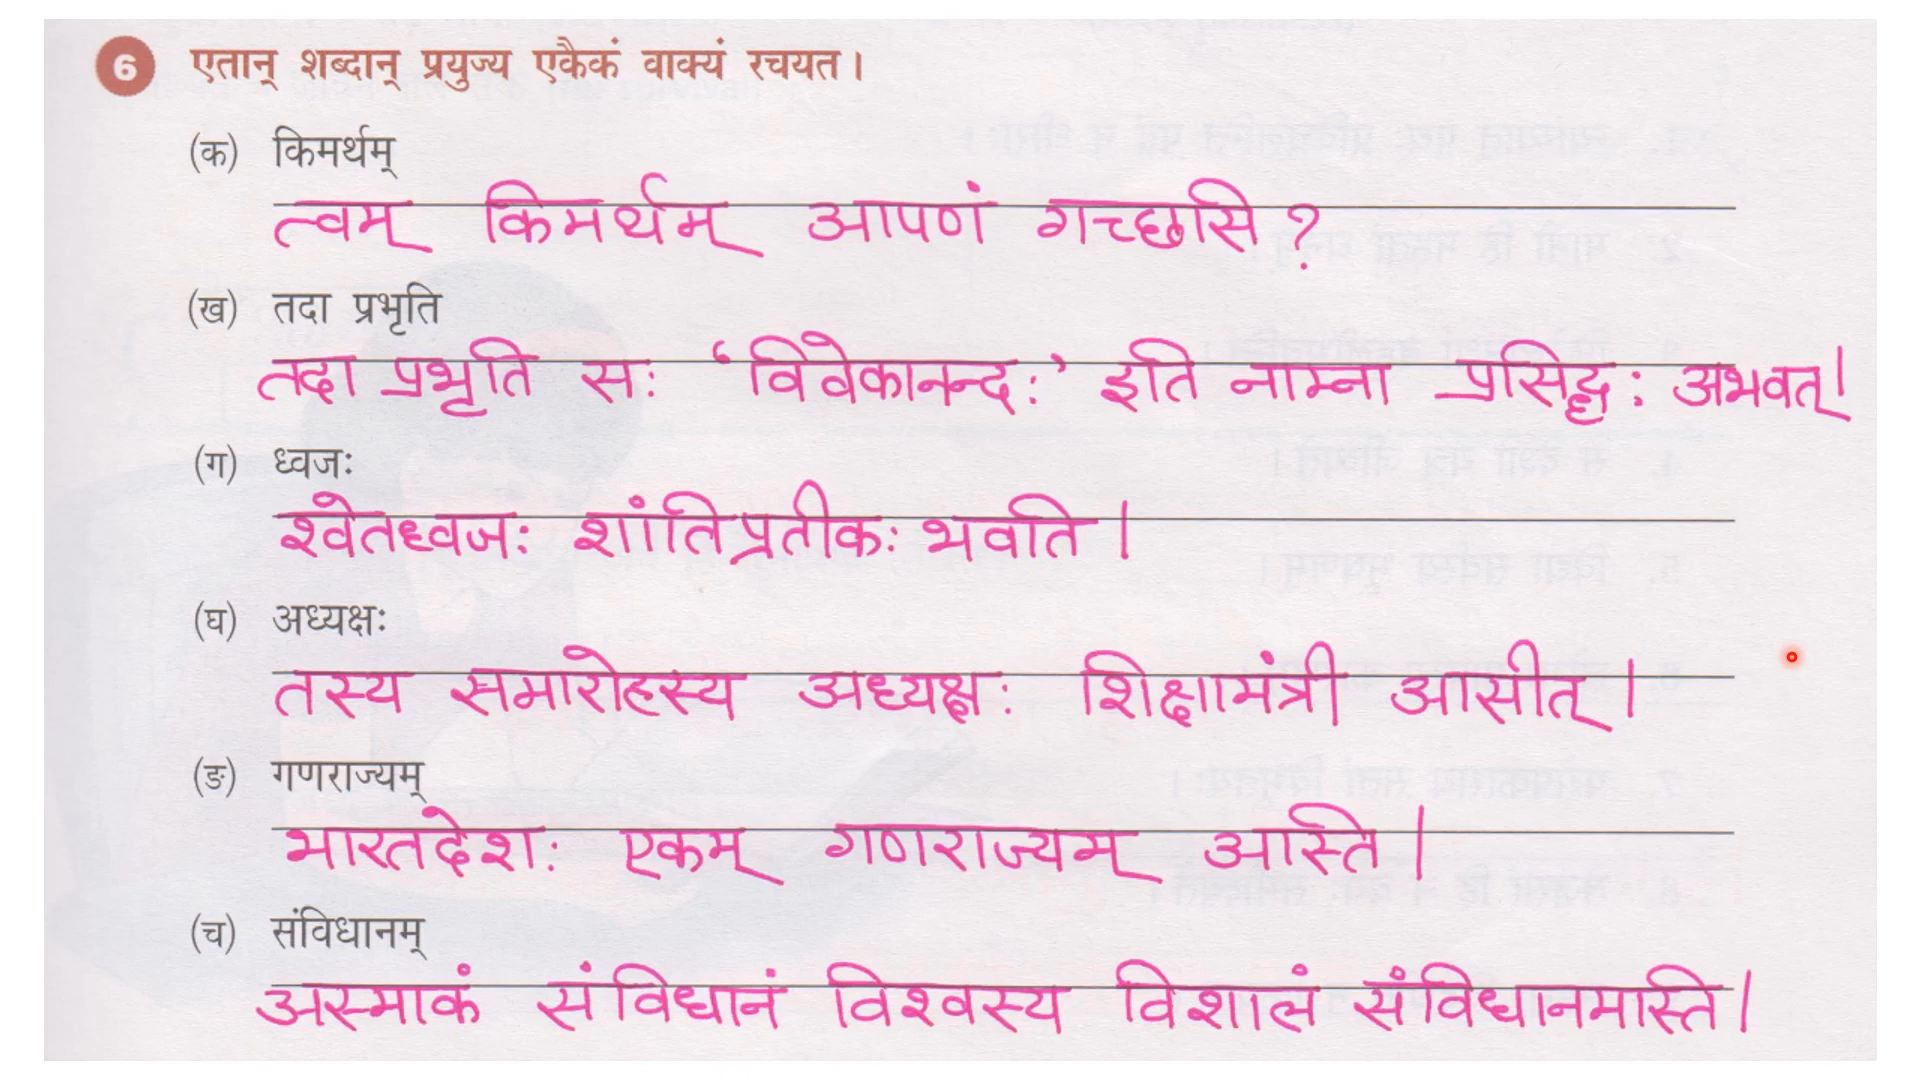 6 एतान् शब्दान् प्रयुज्य एकैकं वाक्यं रचयत।
(क) किमर्थम्
त्वम् किमर्थम् आपणं गच्छसि?
(ख) तदा प्रभृति
तदा प्रभृति सः ‘विवेकानन्दः’ इति नाम्ना प्रसिद्धः अभवत्।
(ग) ध्वजः
श्वेतध्वजः शांतिप्रतीकः भवति।
(घ) अध्यक्षः
तस्य समारोहस्य अध्यक्षः शिक्षामंत्री आसीत्।
(ङ) गणराज्यम्
भारतदेशः एकम् गणराज्यम् अस्ति।
(च) संविधानम्
अस्माकं संविधानं विश्वस्य विशालं संविधानमस्ति।